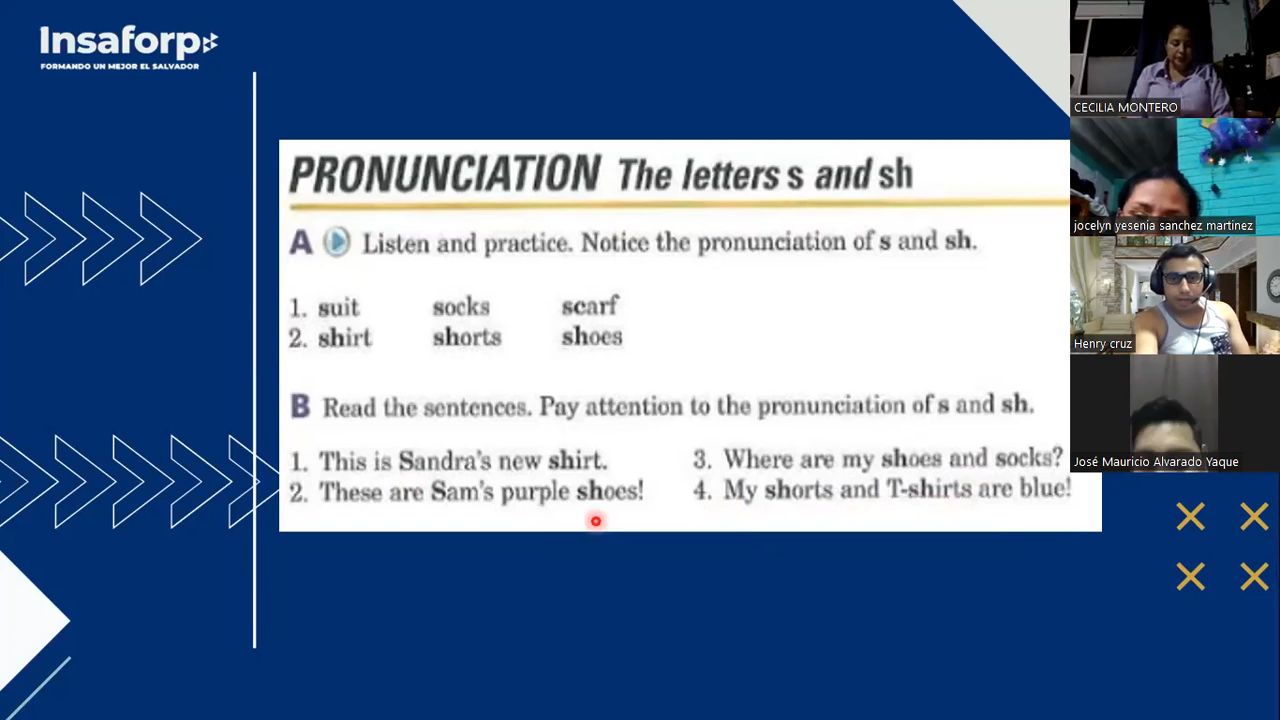 Insaforp
FORMANDO UN MEJOR EL SALVADOR
PRONUNCIATION The letters s and sh
A Listen and practice. Notice the pronunciation of s and sh.
1. suit socks scarf
2. shirt shorts shoes
B Read the sentences. Pay attention to the pronunciation of s and sh.
1. This is Sandra's new shirt.
2. These are Sam's purple shoes!
3. Where are my shoes and socks?
4. My shorts and T-shirts are blue!
CECILIA MONTERO
jocelyn yesenia sanchez martinez
Henry cruz
José Mauricio Alvarado Yaque